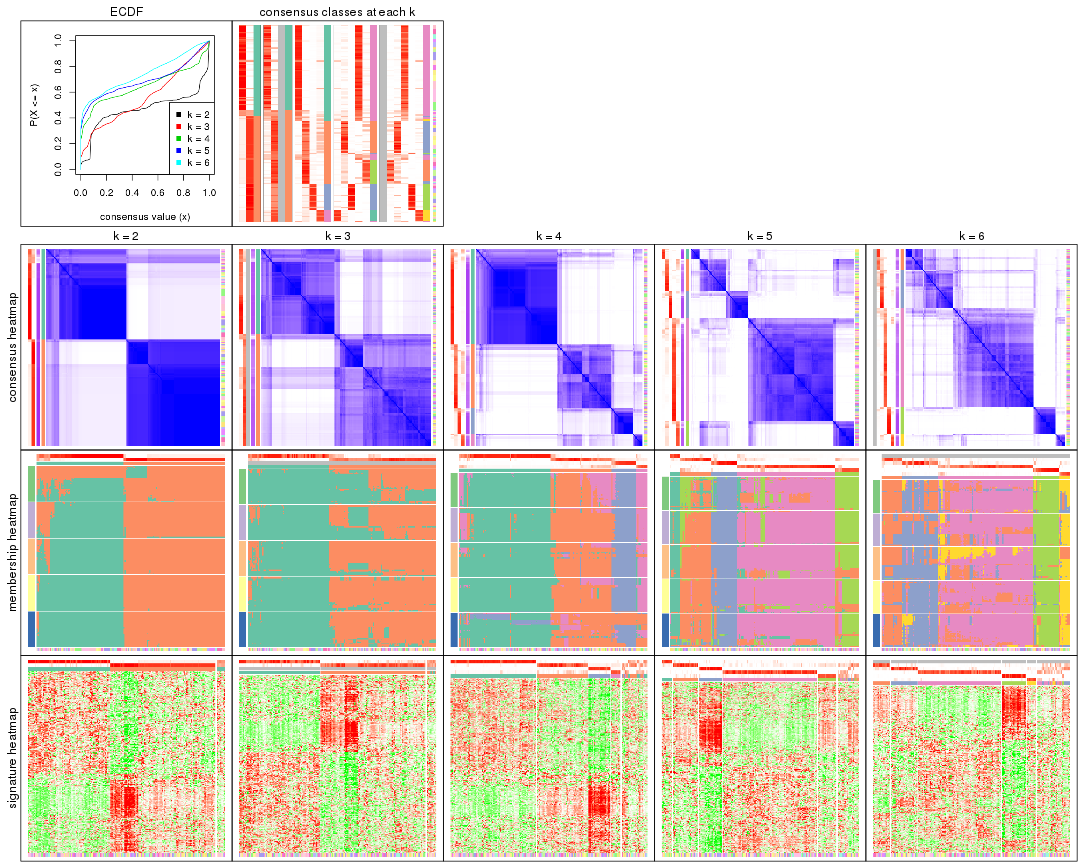 ECDF
consensus classes at each k
P(X <= x)
0.0 0.2 0.4 0.6 0.8 1.0
k = 2
k = 3
k = 4
k = 5
k = 6
0.0 0.2 0.4 0.6 0.8 1.0
consensus value (x)
k = 2
k = 3
k = 4
k = 5
k = 6
consensus heatmap
membership heatmap
signature heatmap